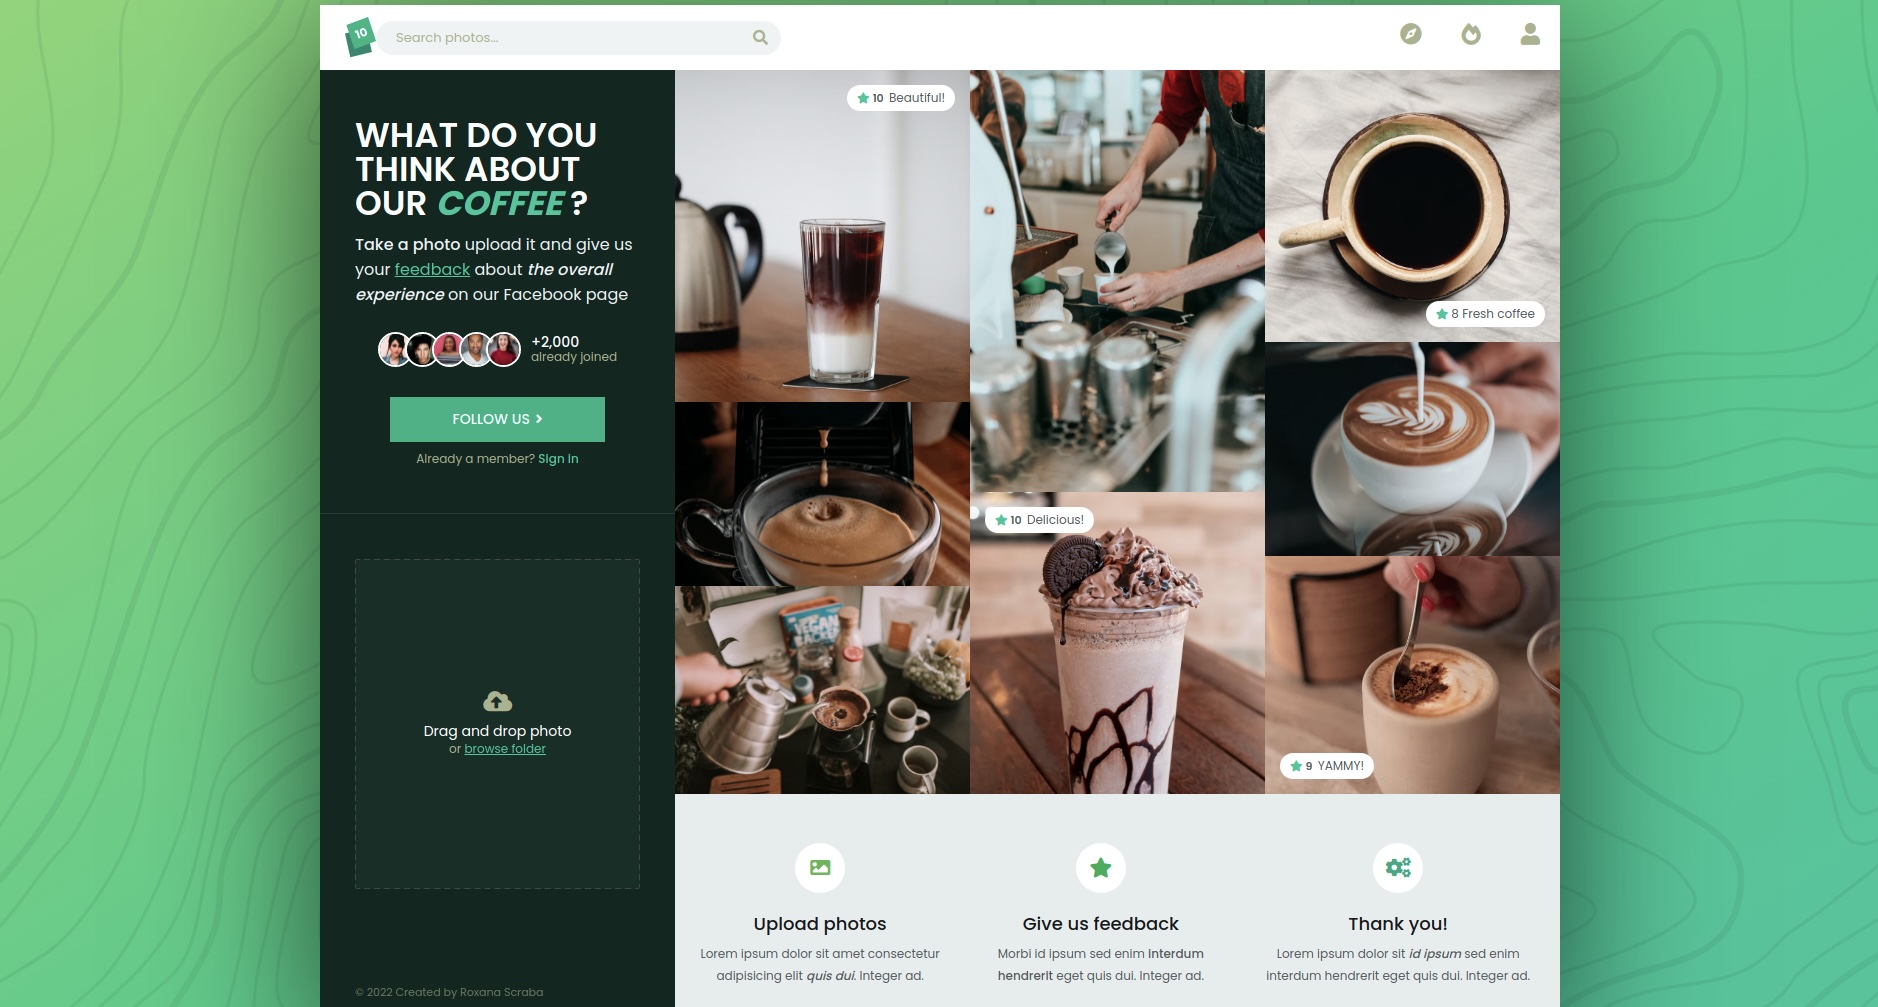 10
Search photos...
WHAT DO YOU
THINK ABOUT
OUR COFFEE ?
Take a photo upload it and give us
your feedback about the overall
experience on our Facebook page
+2,000
already joined
FOLLOW US
Already a member? Sign In
Drag and drop photo
or browse folder
© 2022 Created by Roxana Scraba
10 Beautiful!
8 Fresh coffee
10 Delicious!
VEGAN
9 YAMMY!
Upload photos
Lorem ipsum dolor sit amet consectetur
adipisicing elit quis dui. Integer ad.
Give us feedback
Morbi id ipsum sed enim interdum
hendrerit eget quis dui. Integer ad.
Thank you!
Lorem ipsum dolor sit id ipsum sed enim
interdum hendrerit eget quis dui. Integer ad.